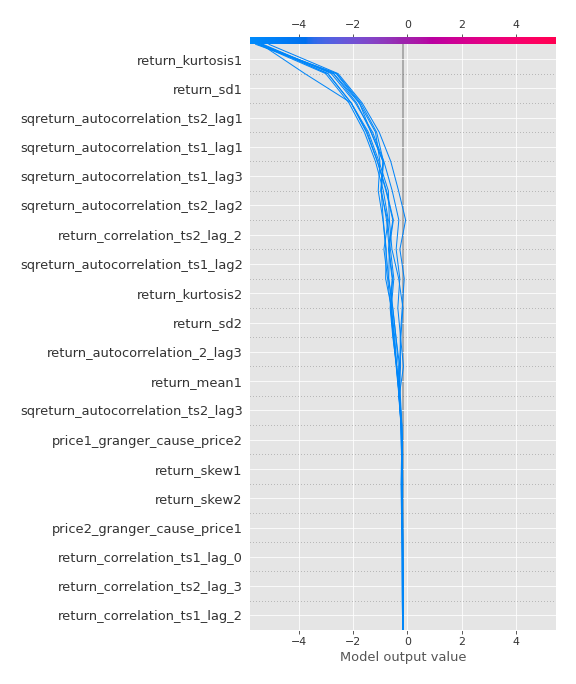 −4 −2 0 2 4
return_kurtosis1
return_sd1
sqreturn_autocorrelation_ts2_lag1
sqreturn_autocorrelation_ts1_lag1
sqreturn_autocorrelation_ts1_lag3
sqreturn_autocorrelation_ts2_lag2
return_correlation_ts2_lag_2
sqreturn_autocorrelation_ts1_lag2
return_kurtosis2
return_sd2
return_autocorrelation_2_lag3
return_mean1
sqreturn_autocorrelation_ts2_lag3
price1_granger_cause_price2
return_skew1
return_skew2
price2_granger_cause_price1
return_correlation_ts1_lag_0
return_correlation_ts2_lag_3
return_correlation_ts1_lag_2
−4 −2 0 2 4
Model output value